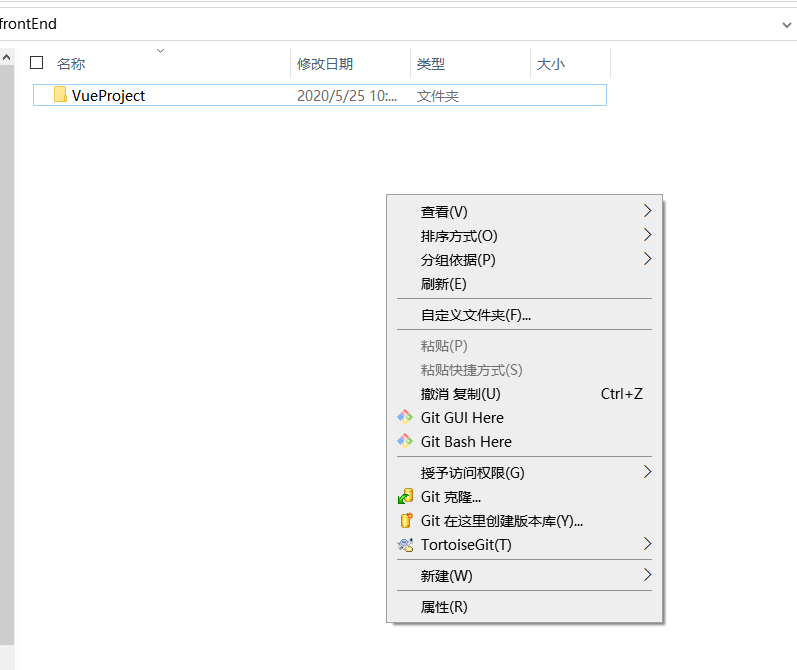 frontEnd
名称 修改日期 类型 大小
VueProject 2020/5/25 10:... 文件夹
查看(V)
排序方式(O)
分组依据(P)
刷新(E)
自定义文件夹(F)...
粘贴(P)
粘贴快捷方式(S)
撤消 复制(U) Ctrl+Z
Git GUI Here
Git Bash Here
授予访问权限(G)
Git 克隆...
Git 在这里创建版本库(Y)...
TortoiseGit(T)
新建(W)
属性(R)